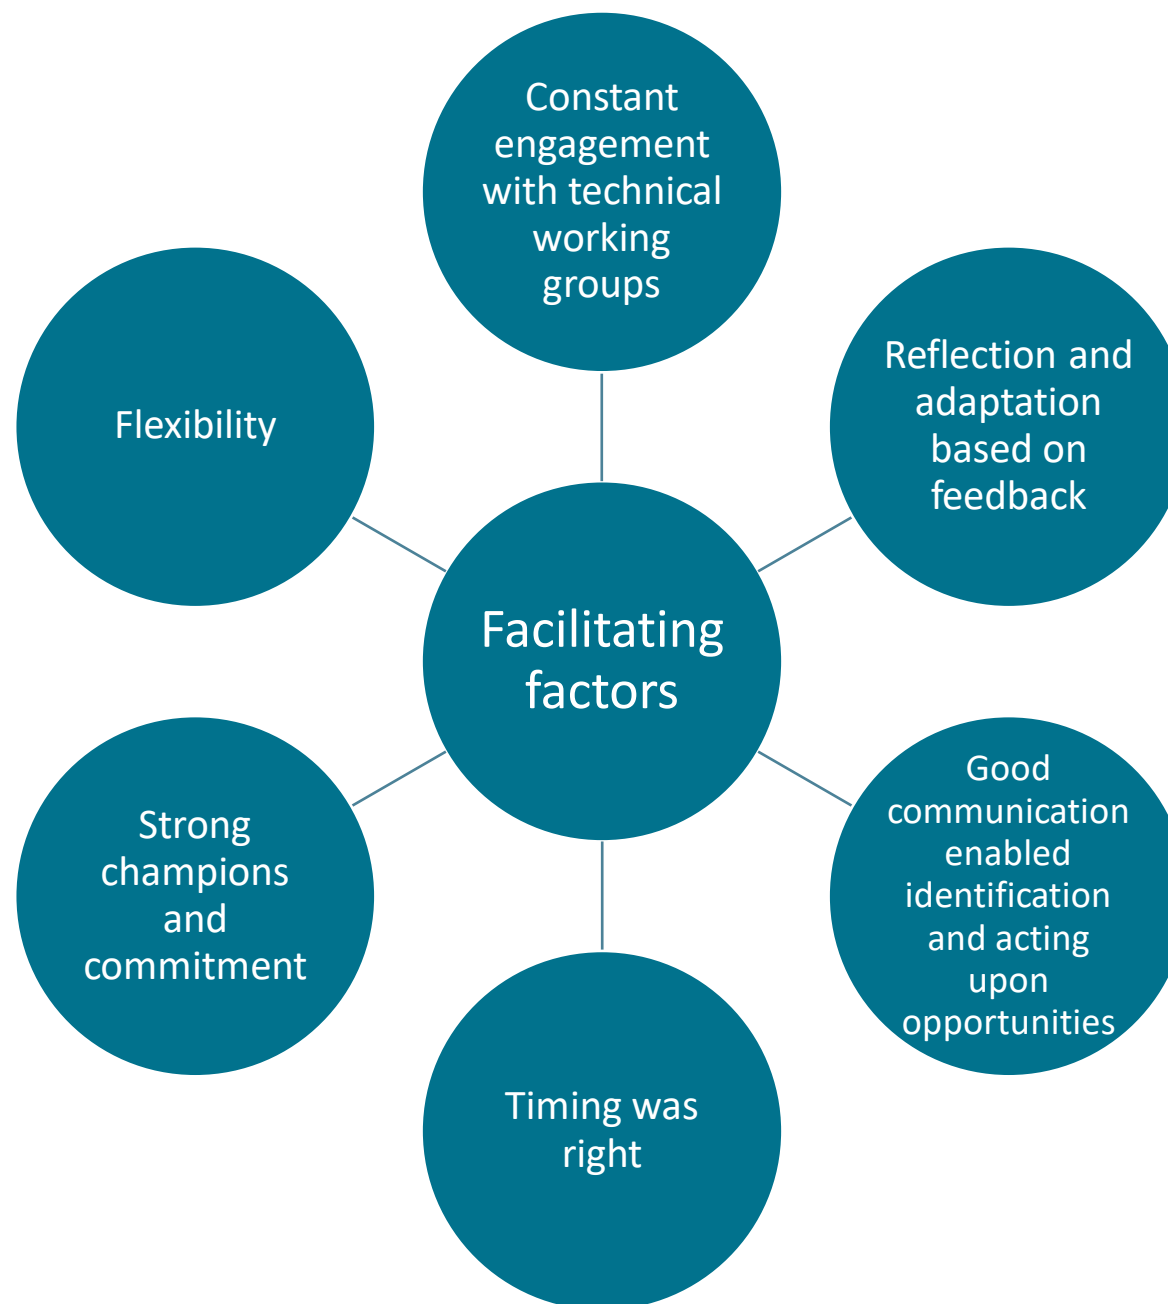 Constant
engagement
with technical
working
groups
Reflection and
adaptation
based on
feedback
Good
communication
enabled
identification
and acting
upon
opportunities
Timing was
right
Strong
champions
and
commitment
Flexibility
Facilitating
factors